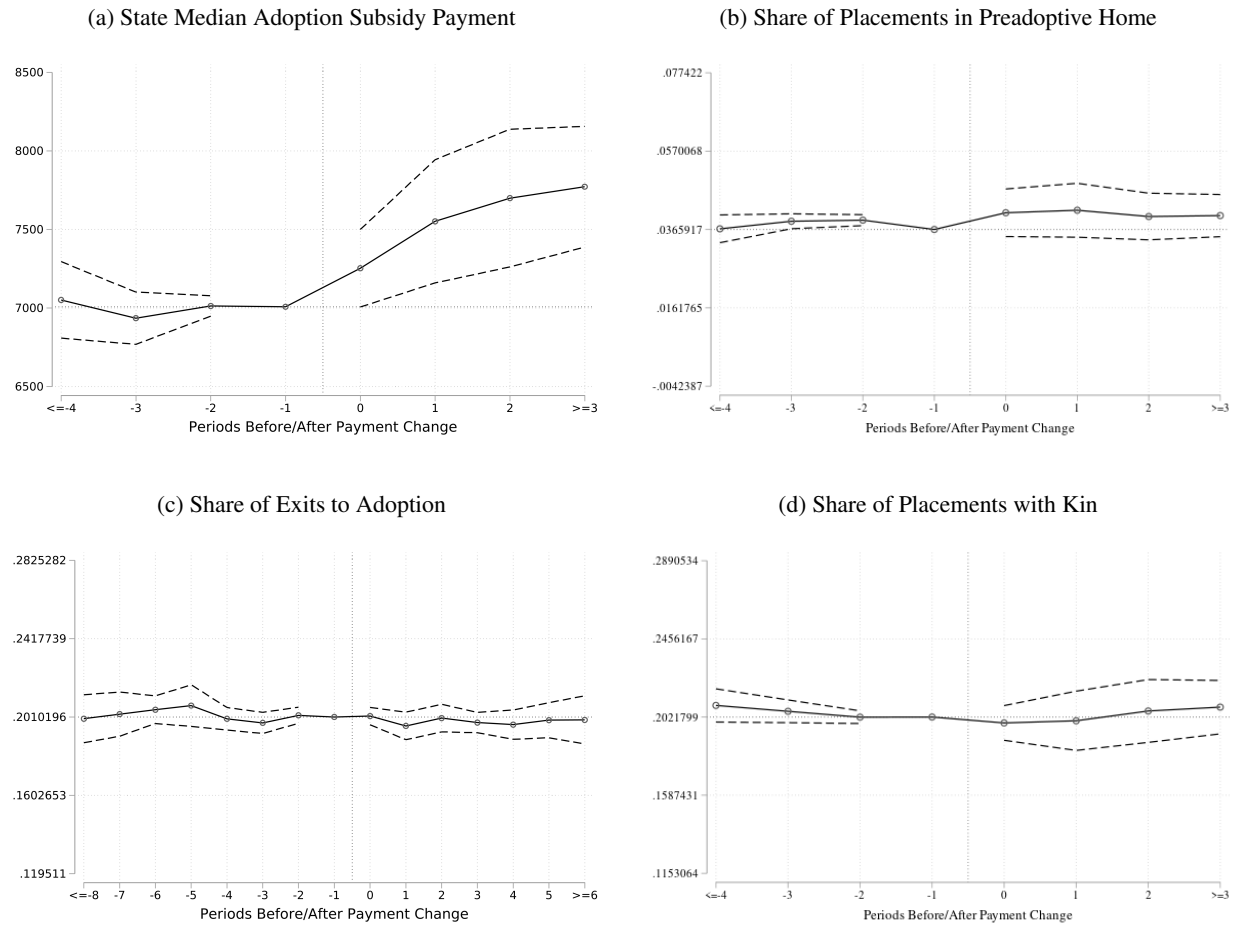 (a) State Median Adoption Subsidy Payment
8500
8000
7500
7000
6500
<=-4 -3 -2 -1 0 1 2 >=3
Periods Before/After Payment Change
(b) Share of Placements in Preadoptive Home
.077422
.0570068
.0365917
.0161765
-.0042387
<=-4 -3 -2 -1 0 1 2 >=3
Periods Before/After Payment Change
(c) Share of Exits to Adoption
.2825282
.2417739
.2010196
.1602653
.119511
<=-8 -7 -6 -5 -4 -3 -2 -1 0 1 2 3 4 5 >=6
Periods Before/After Payment Change
(d) Share of Placements with Kin
.2890534
.2456167
.2021799
.1587431
.1153064
<=-4 -3 -2 -1 0 1 2 >=3
Periods Before/After Payment Change